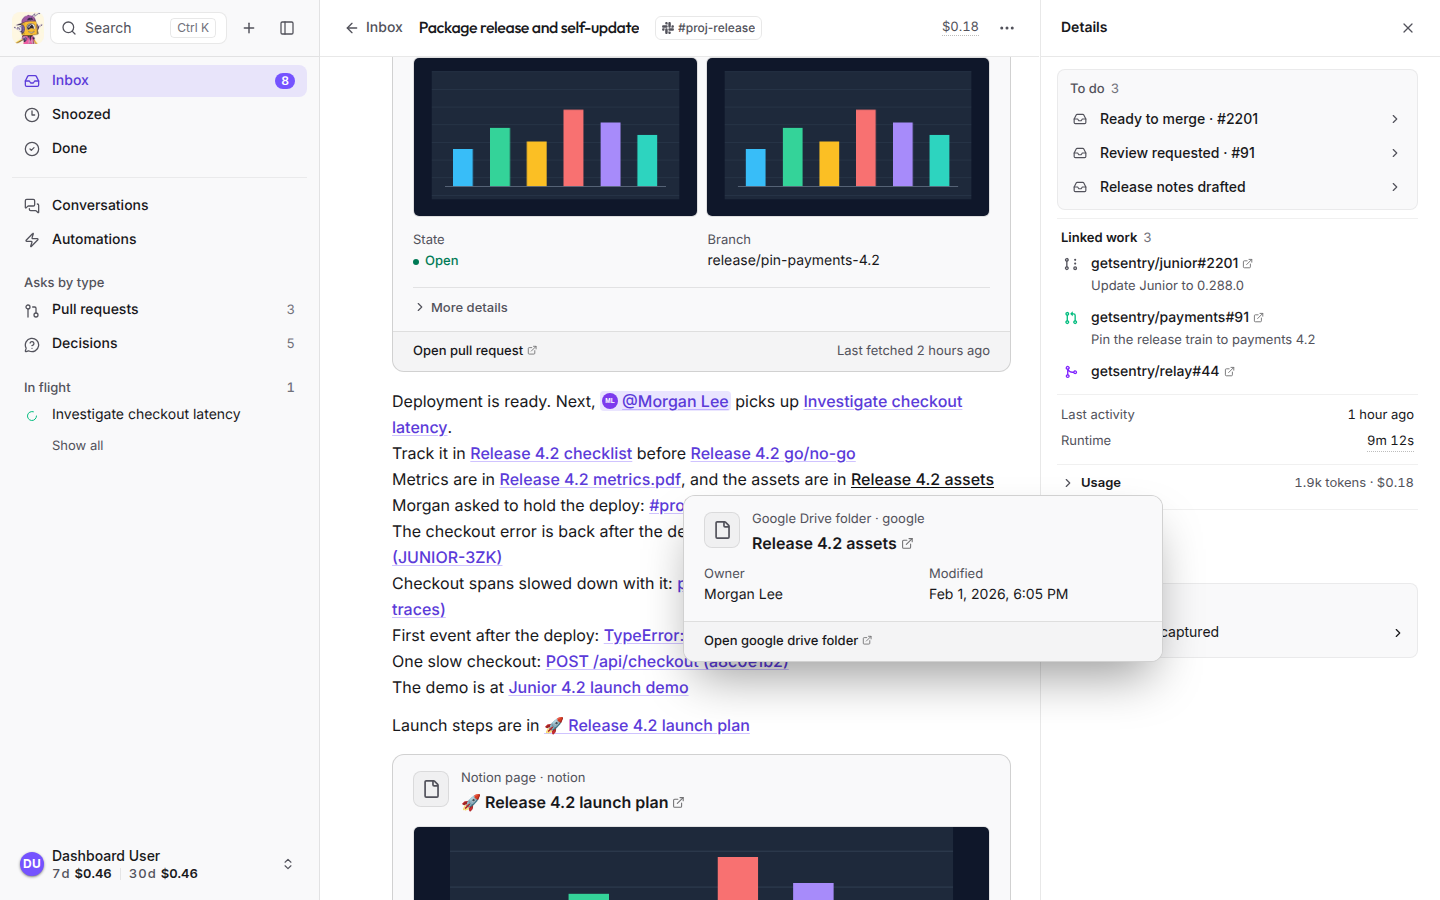 Search
Ctrl K
Inbox
8
Snoozed
Done
Conversations
Automations
Asks by type
Pull requests
3
Decisions
5
In flight
1
Investigate checkout latency
Show all
DU
Dashboard User
7d $0.46
30d $0.46
Inbox
Package release and self-update
#proj-release
$0.18
State
Open
Branch
release/pin-payments-4.2
More details
Open pull request
Last fetched 2 hours ago
Deployment is ready. Next, ML @Morgan Lee picks up Investigate checkout
latency.
Track it in Release 4.2 checklist before Release 4.2 go/no-go
Metrics are in Release 4.2 metrics.pdf, and the assets are in Release 4.2 assets
Morgan asked to hold the deploy: #pro
The checkout error is back after the de
(JUNIOR-3ZK)
Checkout spans slowed down with it:
traces)
First event after the deploy: TypeError:
One slow checkout: POST /api/checkout
The demo is at Junior 4.2 launch demo
Launch steps are in 🚀 Release 4.2 launch plan
Notion page · notion
🚀 Release 4.2 launch plan
Google Drive folder · google
Release 4.2 assets
Owner
Morgan Lee
Modified
Feb 1, 2026, 6:05 PM
Open google drive folder
Details
To do 3
Ready to merge · #2201
Review requested · #91
Release notes drafted
Linked work 3
getsentry/junior#2201
Update Junior to 0.288.0
getsentry/payments#91
Pin the release train to payments 4.2
getsentry/relay#44
Last activity
1 hour ago
Runtime
9m 12s
Usage
1.9k tokens · $0.18
captured